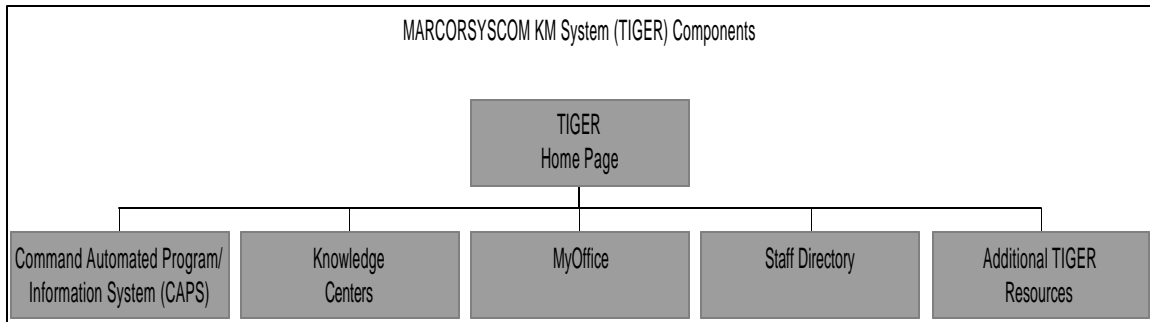 MARCORSYSCOM KM System (TIGER) Components
TIGER
Home Page
Command Automated Program/
Information System (CAPS)
Knowledge
Centers
MyOffice
Staff Directory
Additional TIGER
Resources